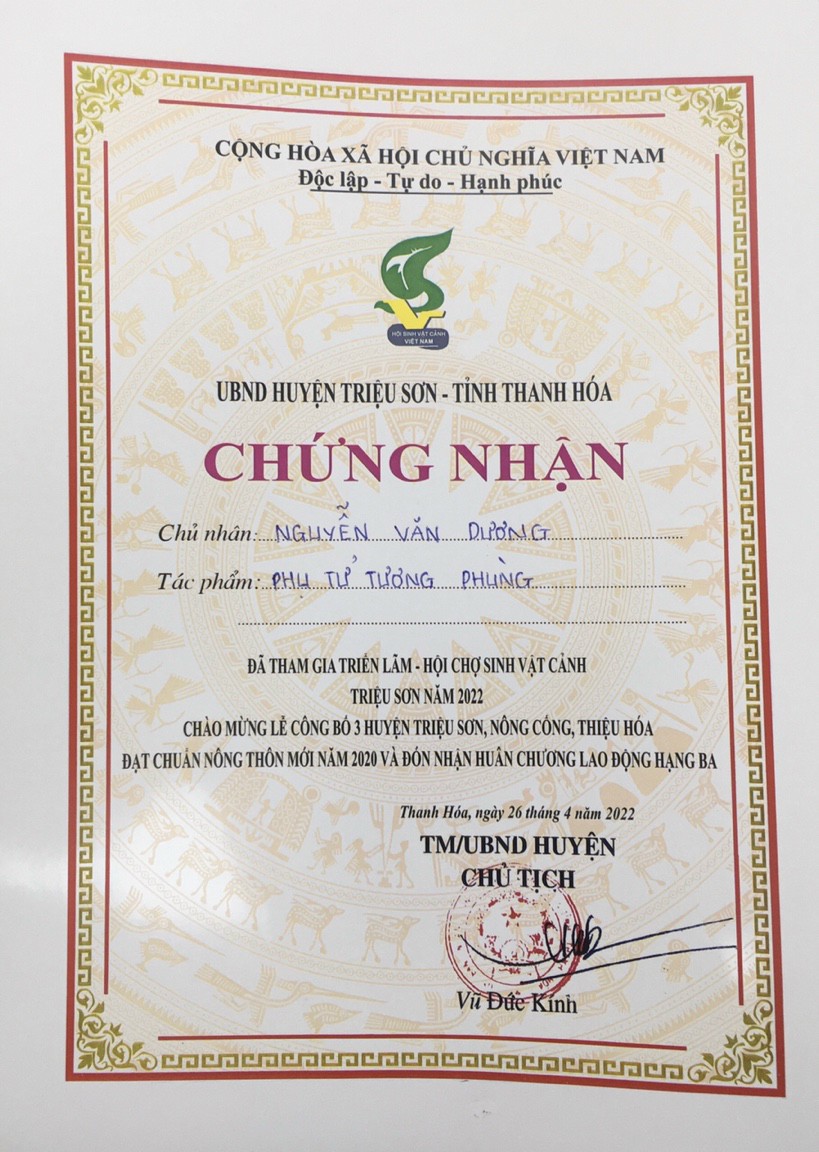 CỘNG HÒA XÃ HỘI CHỦ NGHĨA VIỆT NAM
Độc lập - Tự do - Hạnh phúc
HỘI SINH VẬT CẢNH
VIỆT NAM
UBND HUYỆN TRIỆU SƠN - TỈNH THANH HÓA
CHỨNG NHẬN
Chủ nhân: NGUYỄN VĂN DƯƠNG
Tác phẩm: PHỤ TỬ TƯƠNG PHÙNG
ĐÃ THAM GIA TRIỂN LÃM - HỘI CHỢ SINH VẬT CẢNH
TRIỆU SƠN NĂM 2022
CHÀO MỪNG LỄ CÔNG BỐ 3 HUYỆN TRIỆU SƠN, NÔNG CỐNG, THIỆU HÓA
ĐẠT CHUẨN NÔNG THÔN MỚI NĂM 2020 VÀ ĐÓN NHẬN HUÂN CHƯƠNG LAO ĐỘNG HẠNG BA
Thanh Hóa, ngày 26 tháng 4 năm 2022
TM/UBND HUYỆN
CHỦ TỊCH
Vũ Đức Kính